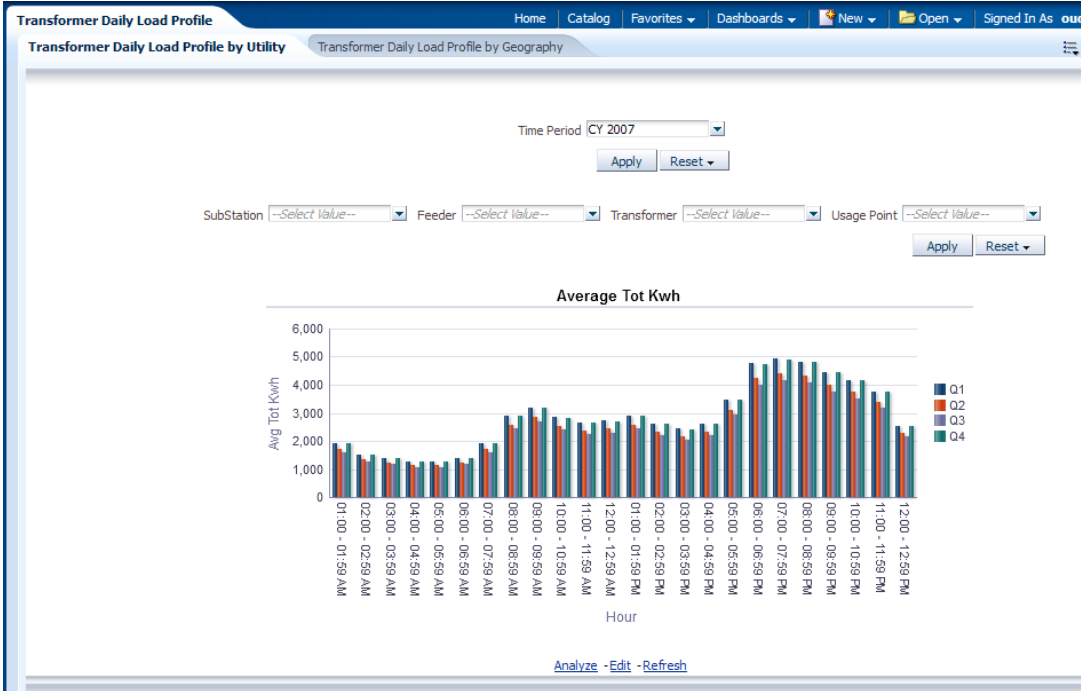 Transformer Daily Load Profile Home Catalog Favorites Dashboards New Open Signed In As oud
Transformer Daily Load Profile by Utility Transformer Daily Load Profile by Geography
Time Period CY 2007
Apply Reset
SubStation --Select Value-- Feeder --Select Value-- Transformer --Select Value-- Usage Point --Select Value--
Apply Reset
Average Tot Kwh
6,000
5,000
4,000
3,000
2,000
1,000
0
Avg Tot Kwh
Q1
Q2
Q3
Q4
01:00 - 01:59 AM
02:00 - 02:59 AM
03:00 - 03:59 AM
04:00 - 04:59 AM
05:00 - 05:59 AM
06:00 - 06:59 AM
07:00 - 07:59 AM
08:00 - 08:59 AM
09:00 - 09:59 AM
10:00 - 10:59 AM
11:00 - 11:59 AM
12:00 - 12:59 AM
01:00 - 01:59 PM
02:00 - 02:59 PM
03:00 - 03:59 PM
04:00 - 04:59 PM
05:00 - 05:59 PM
06:00 - 06:59 PM
07:00 - 07:59 PM
08:00 - 08:59 PM
09:00 - 09:59 PM
10:00 - 10:59 PM
11:00 - 11:59 PM
12:00 - 12:59 PM
Hour
Analyze - Edit - Refresh